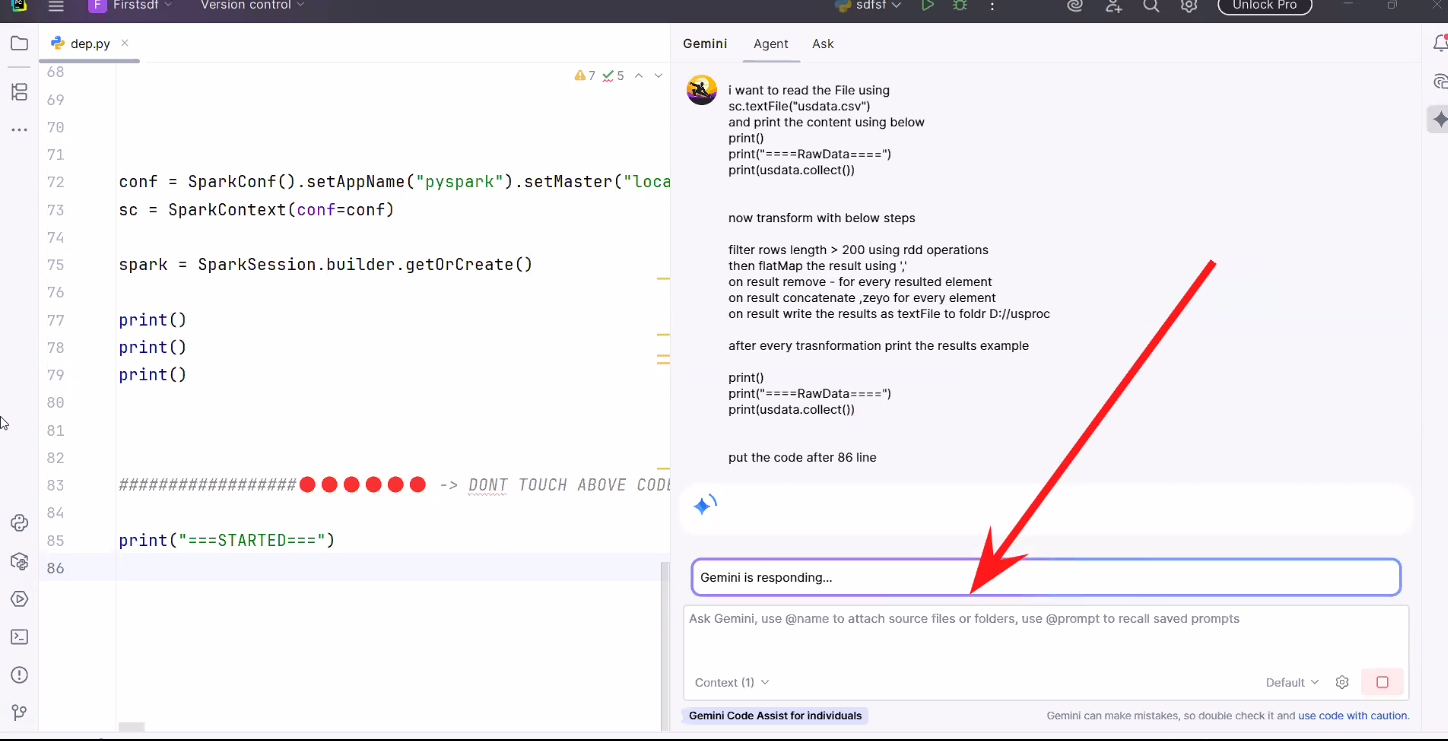 F Firstsdf
Version control
sdfsf
Unlock Pro
dep.py
7 5
68
69
70
71
72 conf = SparkConf().setAppName("pyspark").setMaster("loca
73 sc = SparkContext(conf=conf)
74
75 spark = SparkSession.builder.getOrCreate()
76
77 print()
78 print()
79 print()
80
81
82
83 ################## -> DONT TOUCH ABOVE CODE
84
85 print("===STARTED===")
86
Gemini Agent Ask
i want to read the File using
sc.textFile("usdata.csv")
and print the content using below
print()
print("====RawData====")
print(usdata.collect())
now transform with below steps
filter rows length > 200 using rdd operations
then flatMap the result using ','
on result remove - for every resulted element
on result concatenate ,zeyo for every element
on result write the results as textFile to foldr D://usproc
after every trasnformation print the results example
print()
print("====RawData====")
print(usdata.collect())
put the code after 86 line
Gemini is responding...
Ask Gemini, use @name to attach source files or folders, use @prompt to recall saved prompts
Context (1)
Default
Gemini Code Assist for individuals
Gemini can make mistakes, so double check it and use code with caution.